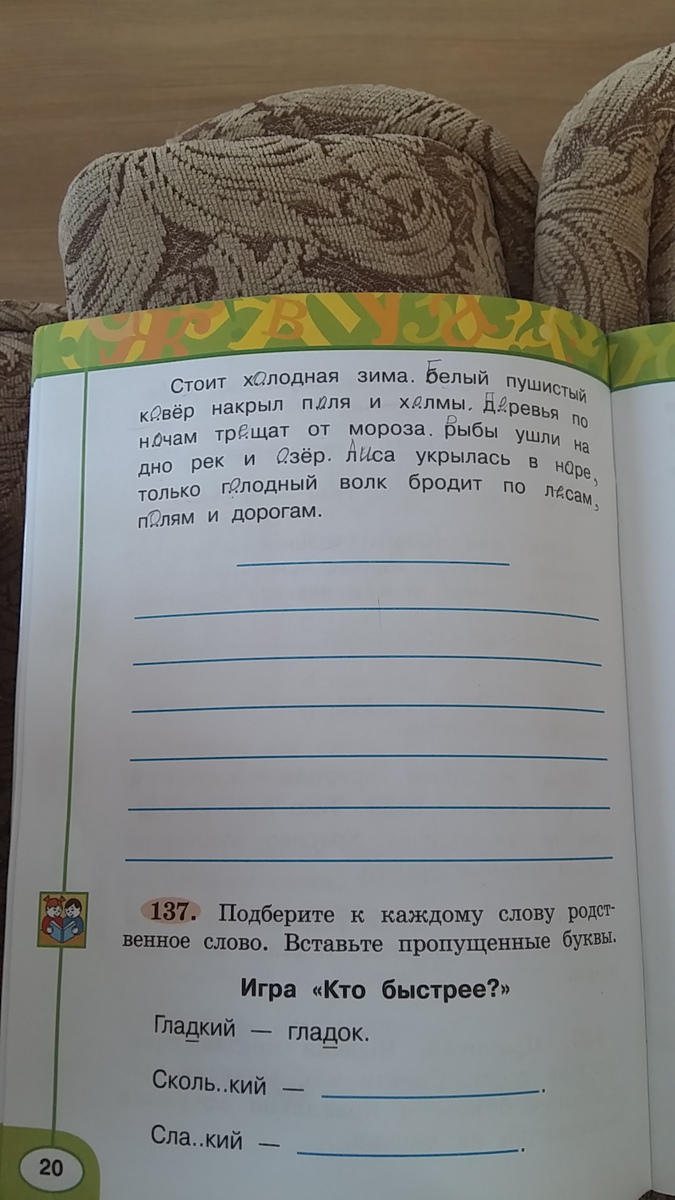 Стоит холодная зима. Белый пушистый
ковёр накрыл поля и холмы. Деревья по
ночам трещат от мороза. Рыбы ушли на
дно рек и озёр. Лиса укрылась в норе,
только голодный волк бродит по лесам,
полям и дорогам.
137. Подберите к каждому слову родст-
венное слово. Вставьте пропущенные буквы.
Игра «Кто быстрее?»
Гладкий — гладок.
Сколь..кий — .
Сла..кий — .
20